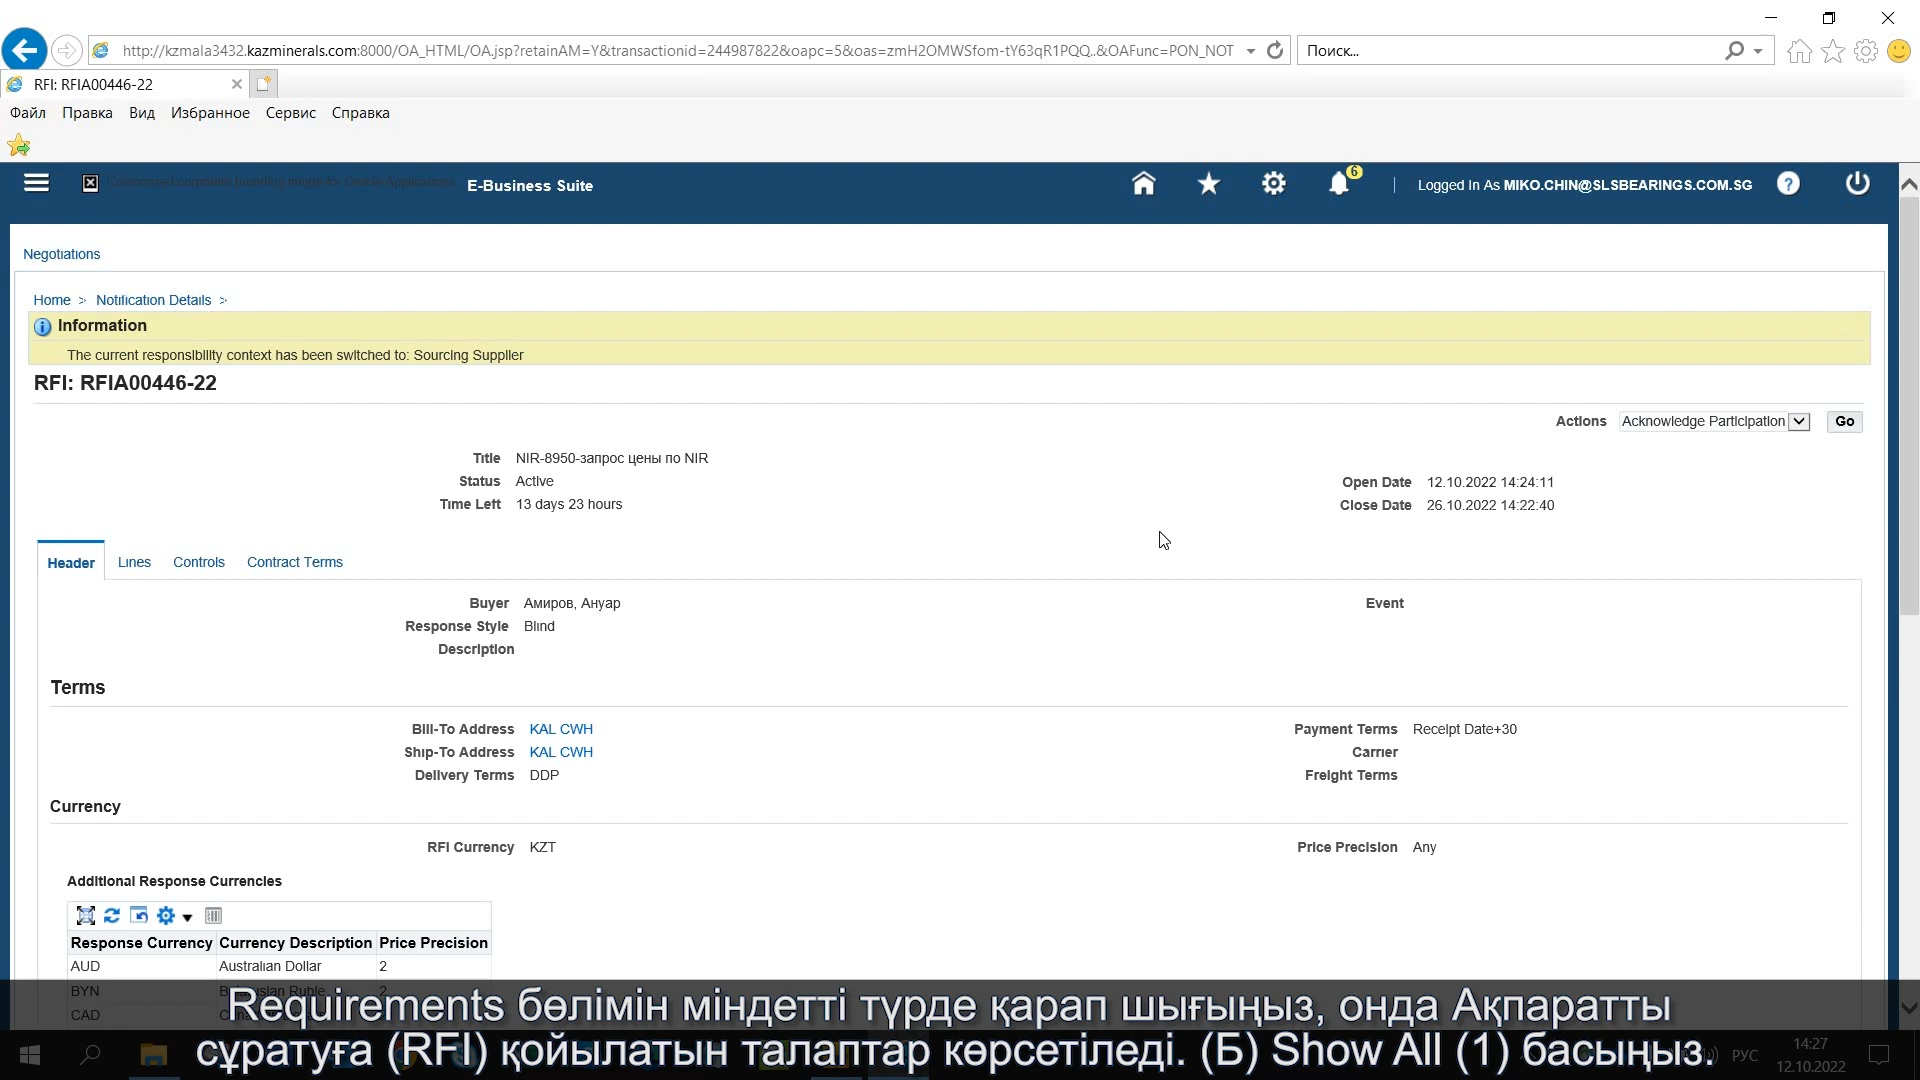 http://kzmala3432.kazminerals.com:8000/OA_HTML/OA.jsp?retainAM=Y&transactionid=244987822&oapc=5&oas=zmH2OMWSfom-tY63qR1PQQ..&OAFunc=PON_NOT
Поиск...
RFI: RFIA00446-22
Файл Правка Вид Избранное Сервис Справка
E-Business Suite
6
Logged In As MIKO.CHIN@SLSBEARINGS.COM.SG
Negotiations
Home > Notification Details >
Information
The current responsibility context has been switched to: Sourcing Supplier
RFI: RFIA00446-22
Actions Acknowledge Participation Go
Title NIR-8950-запрос цены по NIR
Status Active
Open Date 12.10.2022 14:24:11
Time Left 13 days 23 hours
Close Date 26.10.2022 14:22:40
Header Lines Controls Contract Terms
Buyer Амиров, Ануар
Event
Response Style Blind
Description
Terms
Bill-To Address KAL CWH
Payment Terms Receipt Date+30
Ship-To Address KAL CWH
Carrier
Delivery Terms DDP
Freight Terms
Currency
RFI Currency KZT
Price Precision Any
Additional Response Currencies
Response Currency Currency Description Price Precision
AUD Australian Dollar 2
BYN 2
CAD
Requirements бөлімін міндетті түрде қарап шығыңыз, онда Ақпаратты
сұратуға (RFI) қойылатын талаптар көрсетіледі. (Б) Show All (1) басыңыз.
РУС
14:27
12.10.2022